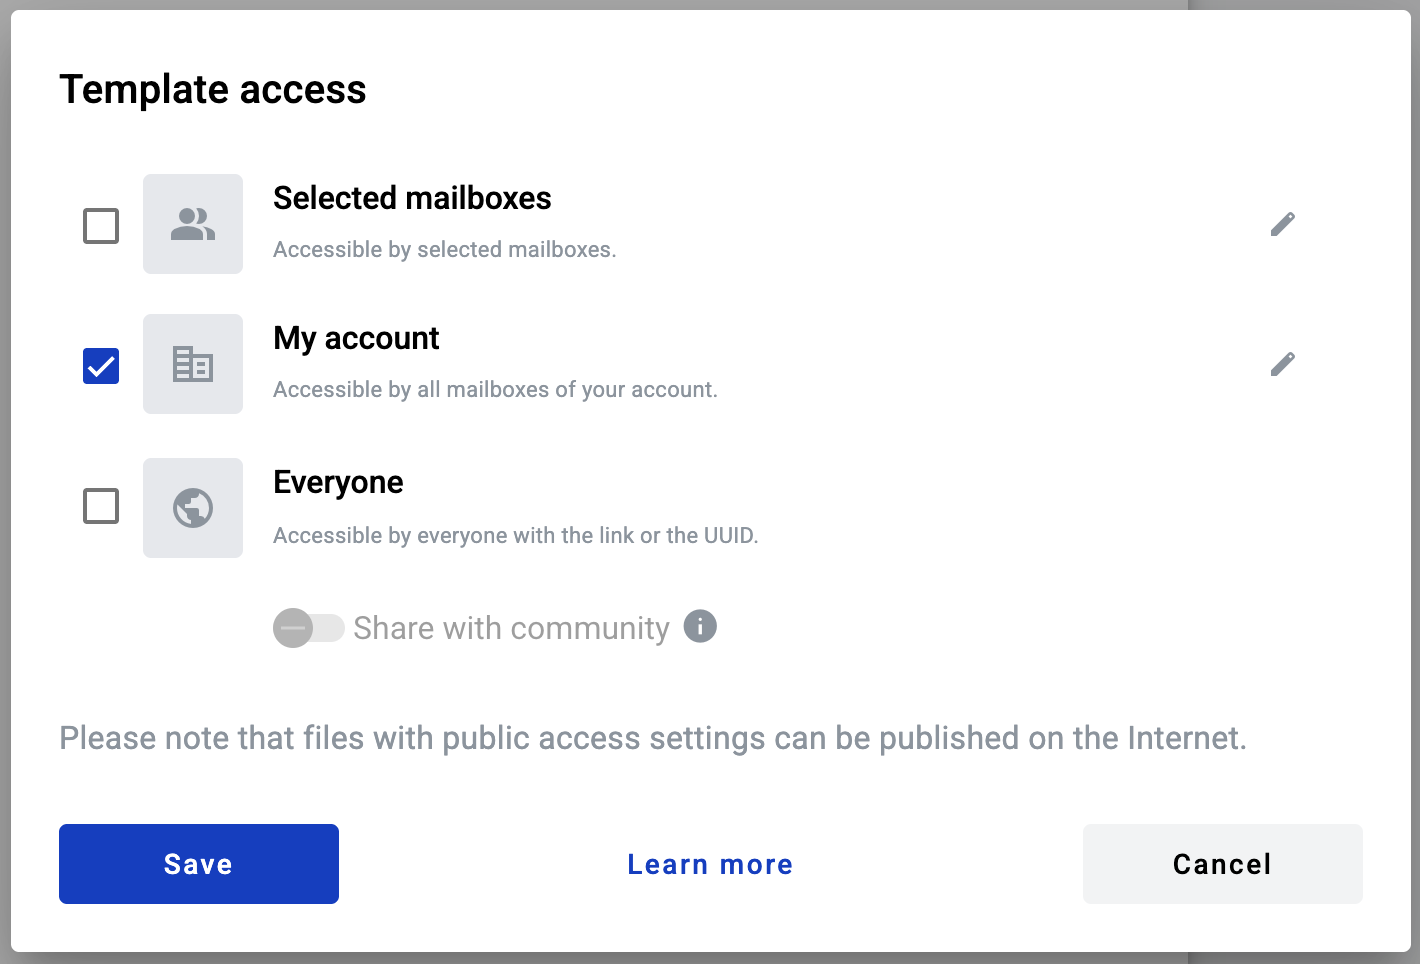 Template access
Selected mailboxes
Accessible by selected mailboxes.
My account
Accessible by all mailboxes of your account.
Everyone
Accessible by everyone with the link or the UUID.
Share with community
Please note that files with public access settings can be published on the Internet.
Save
Learn more
Cancel